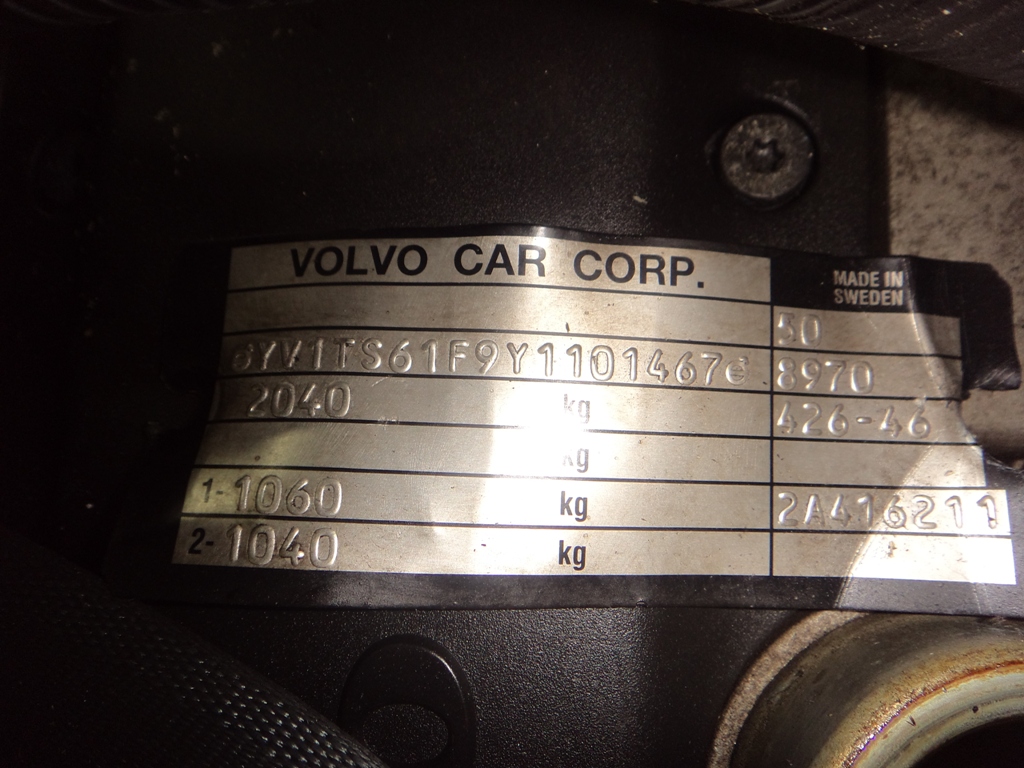 VOLVO CAR CORP.
MADE IN
SWEDEN
50
YV1TS61F9Y1101467 8970
2040 kg 426-46
kg
1- 1060 kg 2A416211
2- 1040 kg